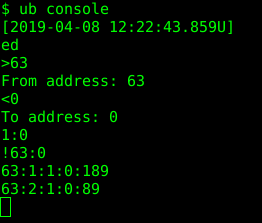 $ ub console
[2019-04-08 12:22:43.859U]
ed
>63
From address: 63
<0
To address: 0
1:0
!63:0
63:1:1:0:189
63:2:1:0:89